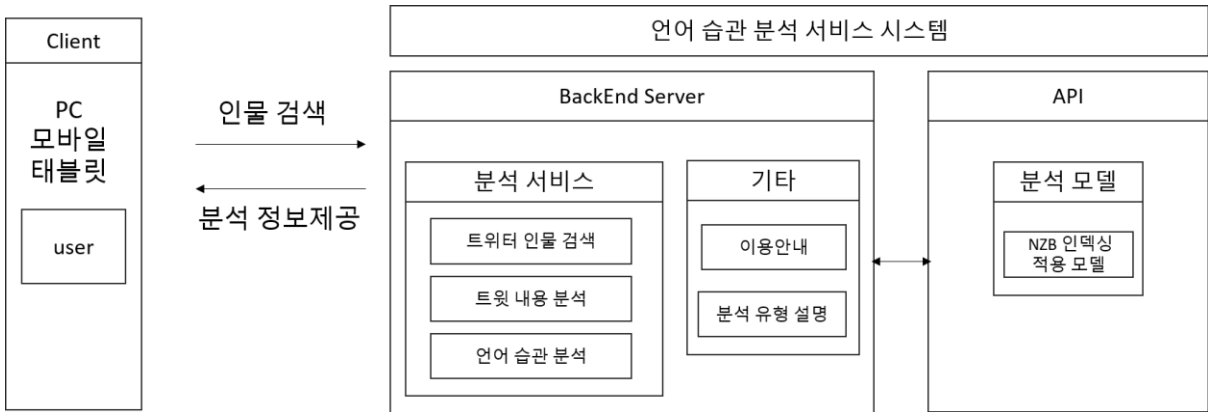 Client
PC
모바일
태블릿
user
인물 검색
분석 정보제공
언어 습관 분석 서비스 시스템
BackEnd Server
분석 서비스
트위터 인물 검색
트윗 내용 분석
언어 습관 분석
기타
이용안내
분석 유형 설명
API
분석 모델
NZB 인덱싱
적용 모델